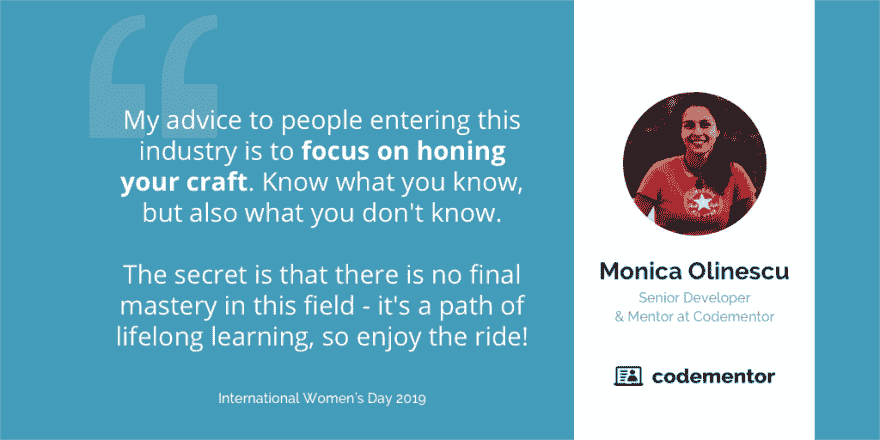 My advice to people entering this
industry is to focus on honing
your craft. Know what you know,
but also what you don't know.
The secret is that there is no final
mastery in this field - it's a path of
lifelong learning, so enjoy the ride!
International Women's Day 2019
Monica Olinescu
Senior Developer
& Mentor at Codementor
codementor